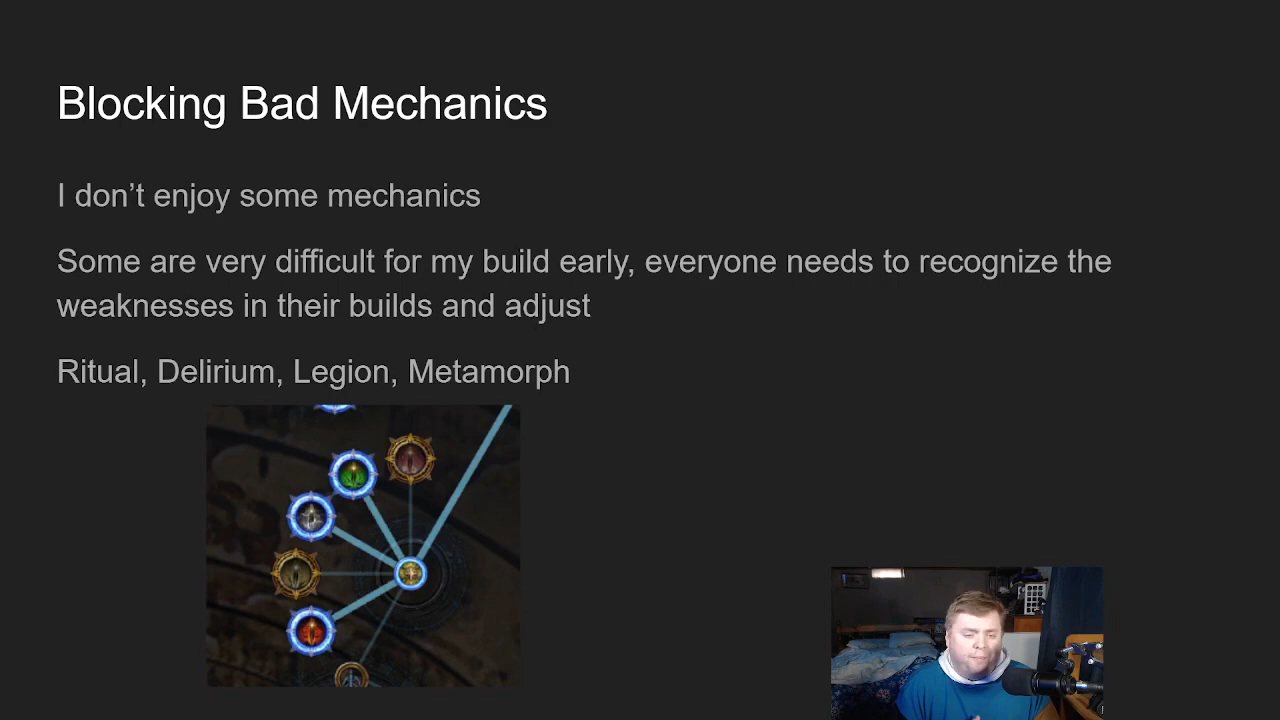 Blocking Bad Mechanics
I don’t enjoy some mechanics
Some are very difficult for my build early, everyone needs to recognize the
weaknesses in their builds and adjust
Ritual, Delirium, Legion, Metamorph